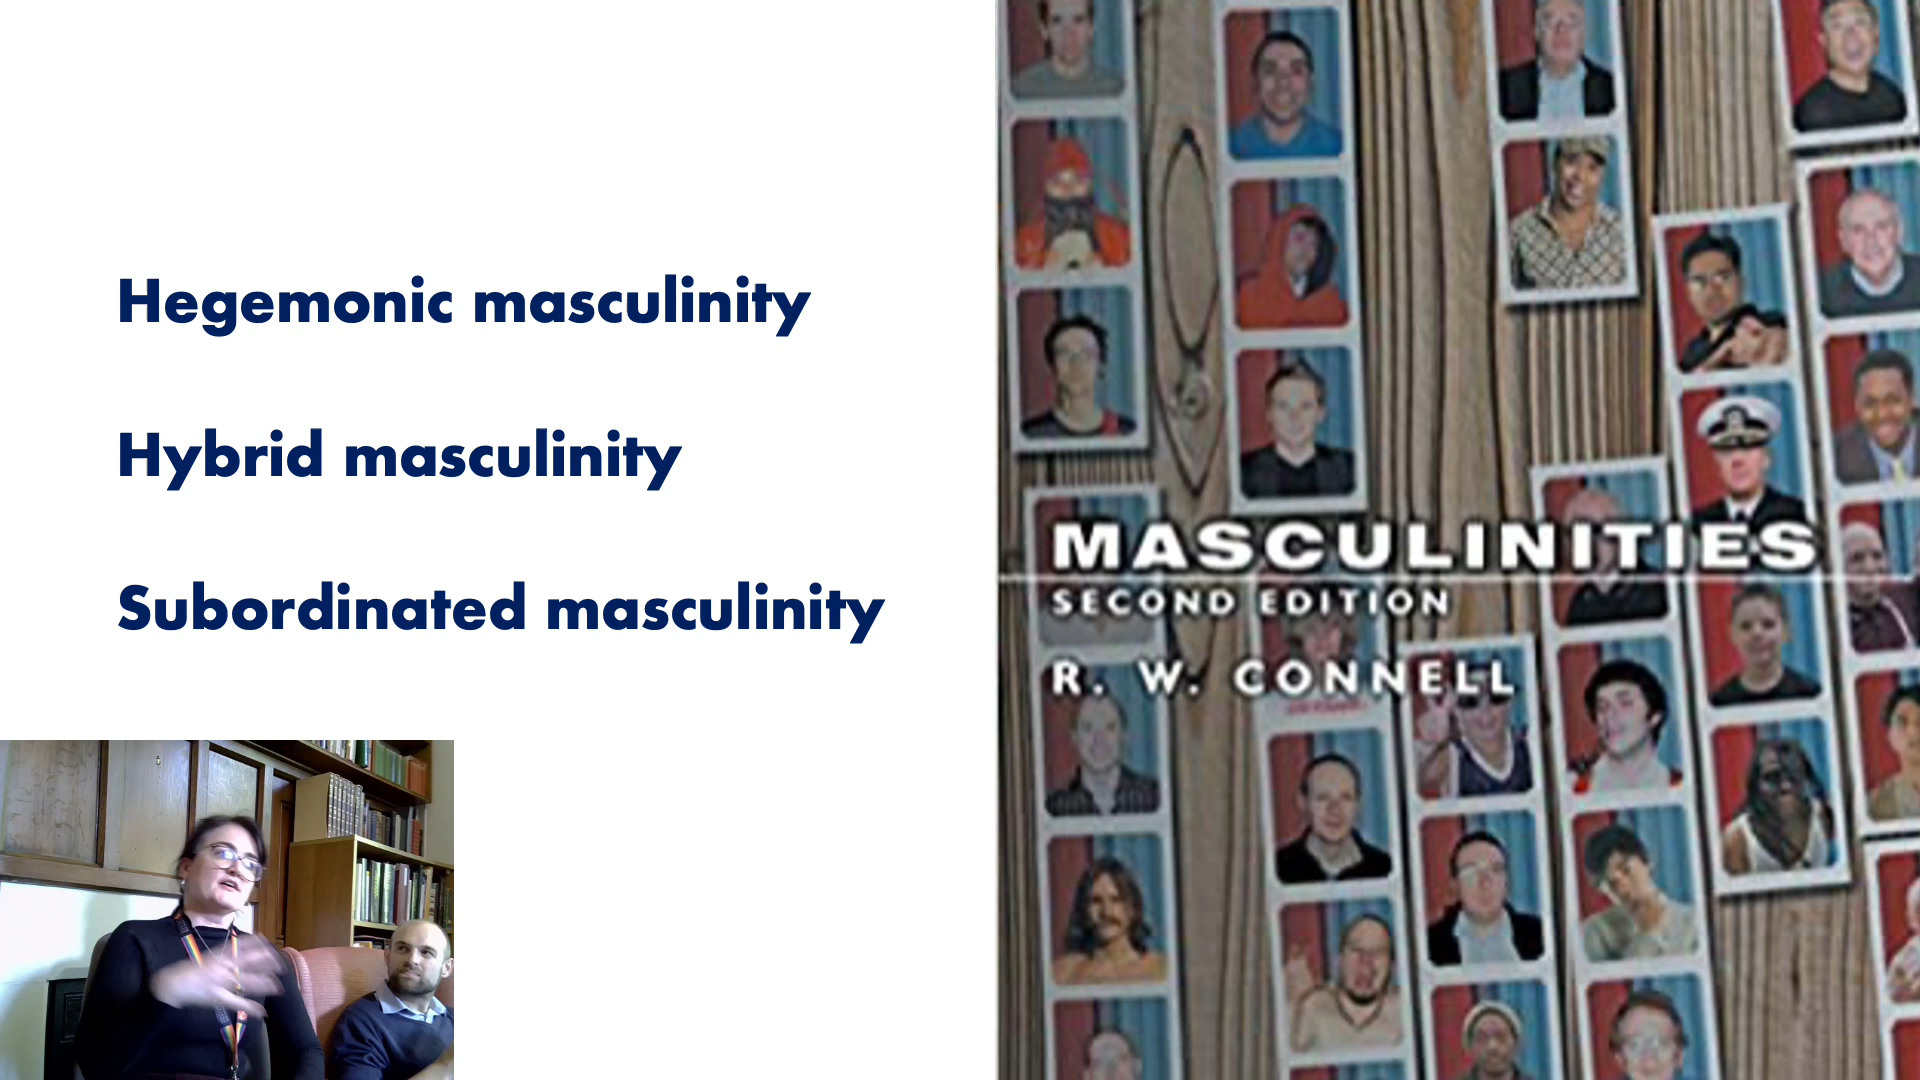 Hegemonic masculinity
Hybrid masculinity
Subordinated masculinity
MASCULINITIES
SECOND EDITION
R. W. CONNELL